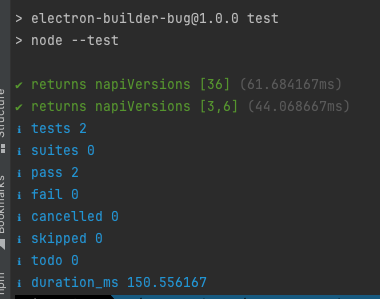 > electron-builder-bug@1.0.0 test
> node --test
✔ returns napiVersions [36] (61.684167ms)
✔ returns napiVersions [3,6] (44.068667ms)
ℹ tests 2
ℹ suites 0
ℹ pass 2
ℹ fail 0
ℹ cancelled 0
ℹ skipped 0
ℹ todo 0
ℹ duration_ms 150.556167
Structure
Bookmarks
npm